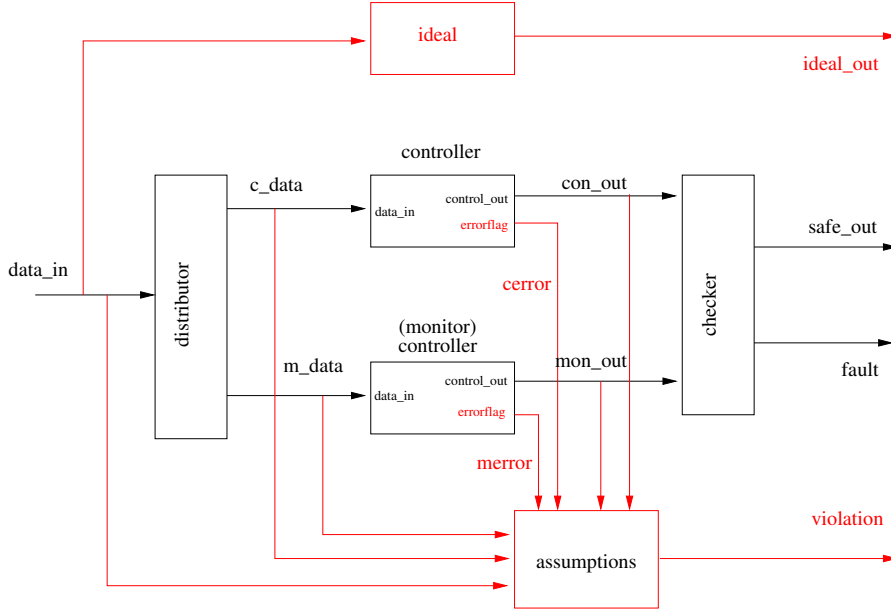 ideal
ideal_out
controller
c_data
con_out
control_out
data_in
errorflag
safe_out
data_in
cerror
distributor
checker
(monitor)
controller
m_data
mon_out
fault
control_out
data_in
errorflag
merror
violation
assumptions